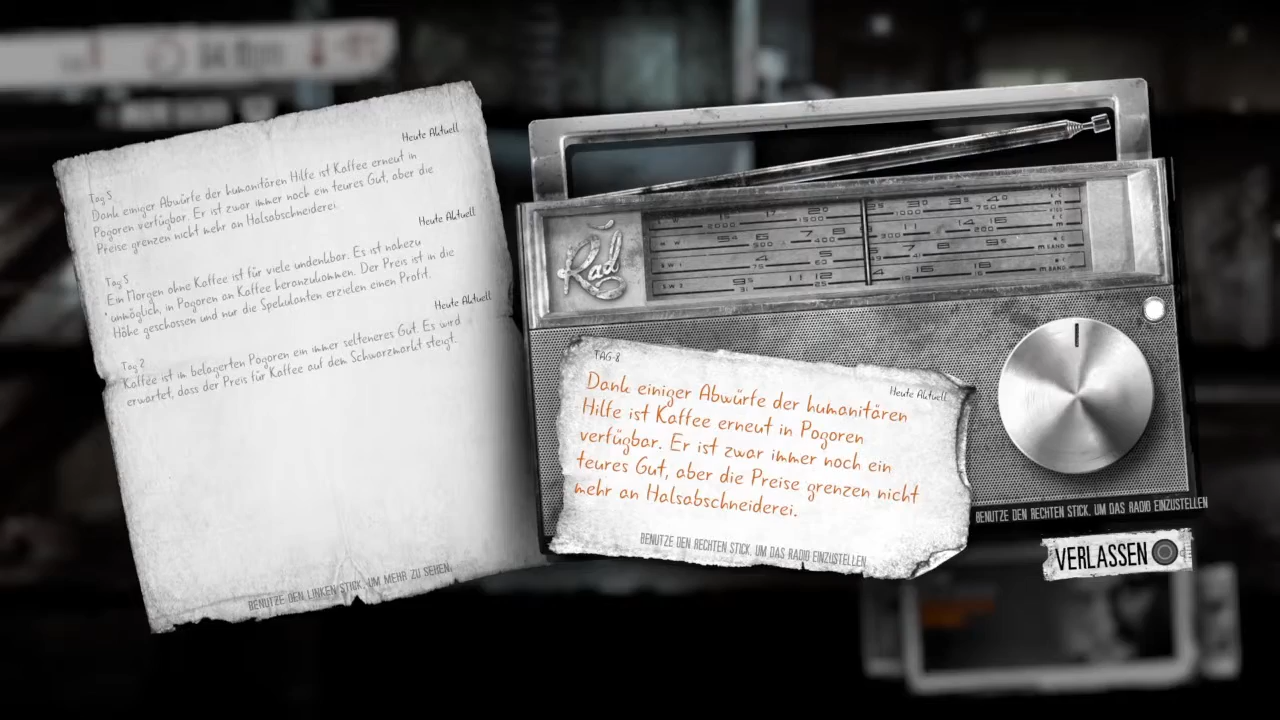 Heute Aktuell
Tag 5
Dank einiger Abwürfe der humanitären Hilfe ist Kaffee erneut in
Pogoren verfügbar. Er ist zwar immer noch ein teures Gut, aber die
Preise grenzen nicht mehr an Halsabschneiderei.
Heute Aktuell
Tag 5
Ein Morgen ohne Kaffee ist für viele undenkbar. Es ist nahezu
unmöglich, in Pogoren an Kaffee heranzukommen. Der Preis ist in die
Höhe geschossen und nur die Spekulanten erzielen einen Profit.
Heute Aktuell
Tag 2
Kaffee ist im belagerten Pogoren ein immer selteneres Gut. Es wird
erwartet, dass der Preis für Kaffee auf dem Schwarzmarkt steigt.
BENUTZE DEN LINKEN STICK, UM MEHR ZU SEHEN.
Rad
TAG-8
Heute Aktuell
Dank einiger Abwürfe der humanitären
Hilfe ist Kaffee erneut in Pogoren
verfügbar. Er ist zwar immer noch ein
teures Gut, aber die Preise grenzen nicht
mehr an Halsabschneiderei.
BENUTZE DEN RECHTEN STICK, UM DAS RADIO EINZUSTELLEN
BENUTZE DEN RECHTEN STICK, UM DAS RADIO EINZUSTELLEN
VERLASSEN